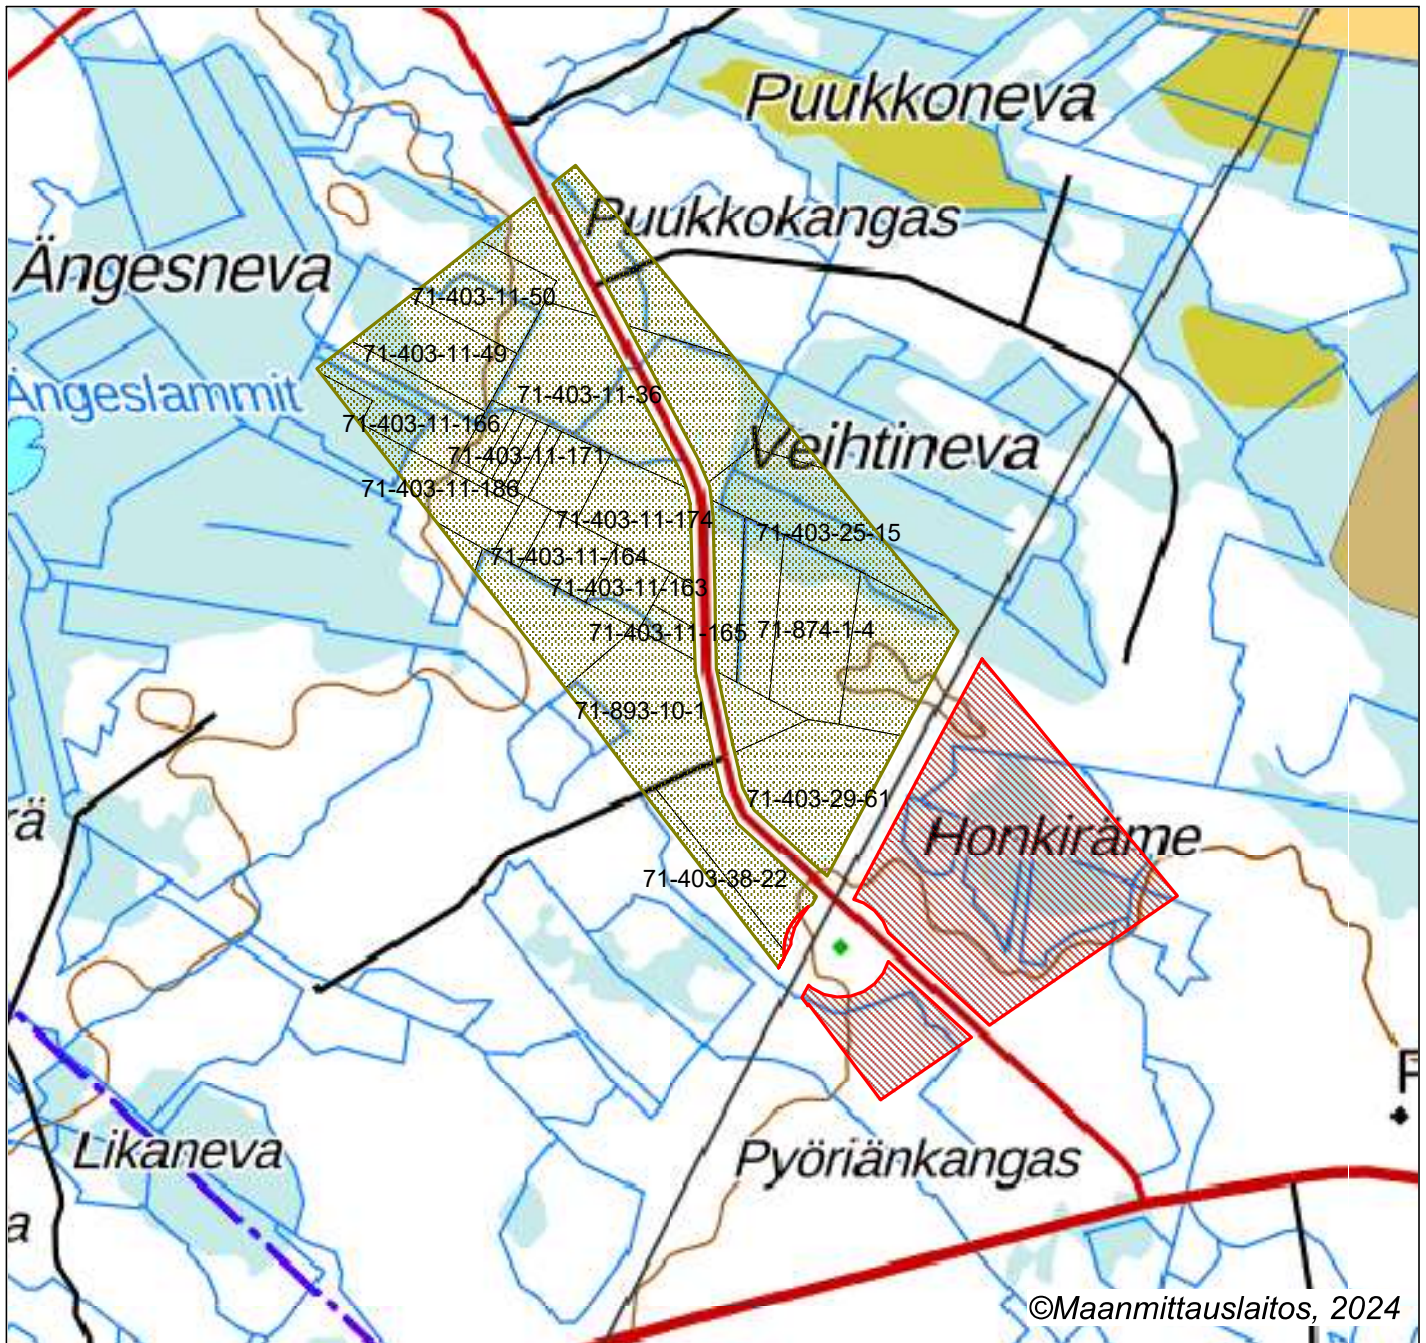 Puukkoneva
Puukkokangas
Ängesneva
71-403-11-50
71-403-11-49
Ängeslammit
71-403-11-36
71-403-11-166
Veihtineva
71-403-11-171
71-403-11-186
71-403-11-174
71-403-25-15
71-403-11-164
71-403-11-163
71-403-11-165
71-874-1-4
71-893-10-1
71-403-29-61
rä
Honkiräme
71-403-38-22
P
Likaneva
Pyöriänkangas
a
©Maanmittauslaitos, 2024